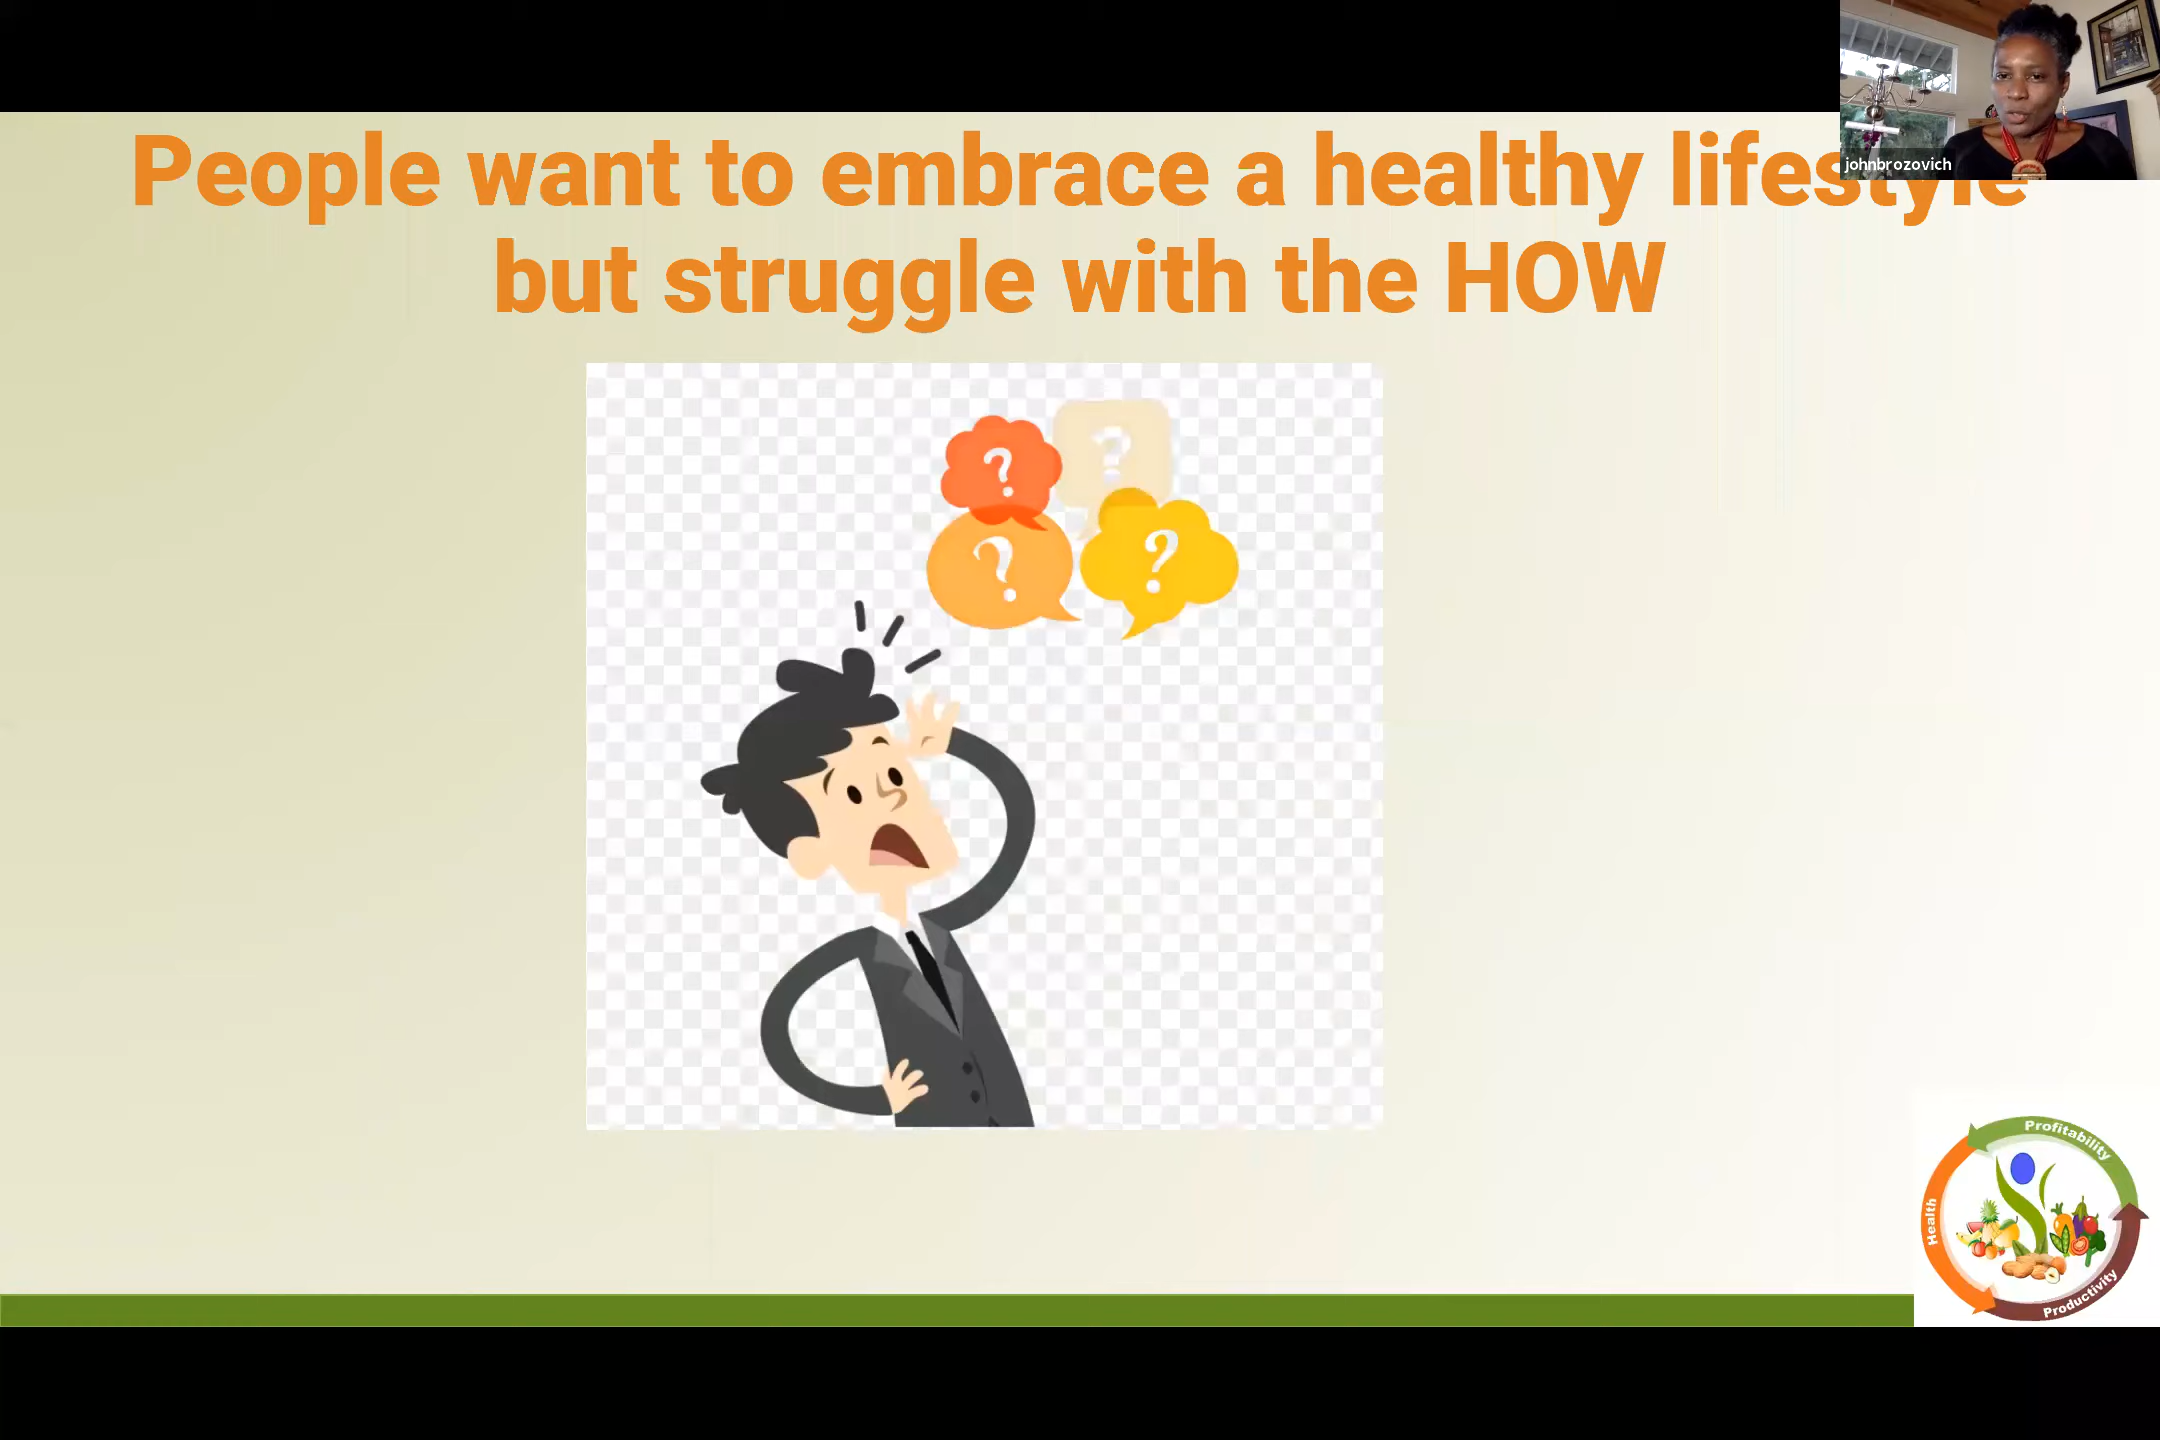 People want to embrace a healthy lifestyle
but struggle with the HOW
johnbrozovich
?
?
?
?
Profitability
Health
Productivity